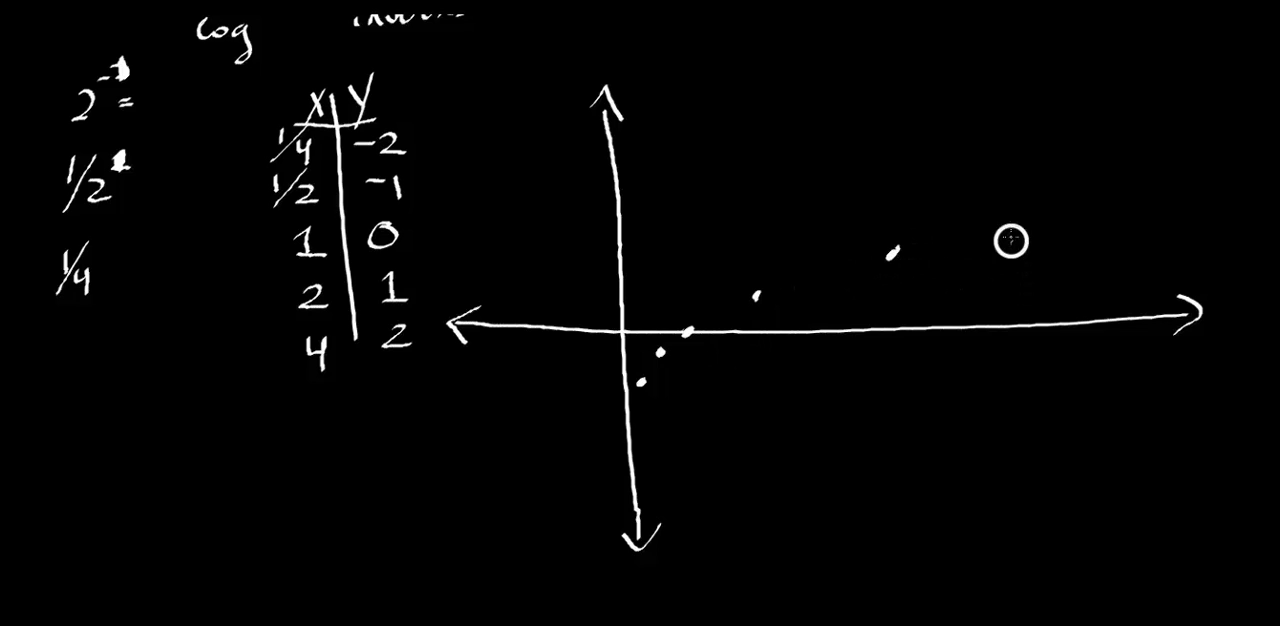 log
2^-1 =
x | y
1/4 | -2
1/2^1
1/2 | -1
1 | 0
1/4
2 | 1
4 | 2